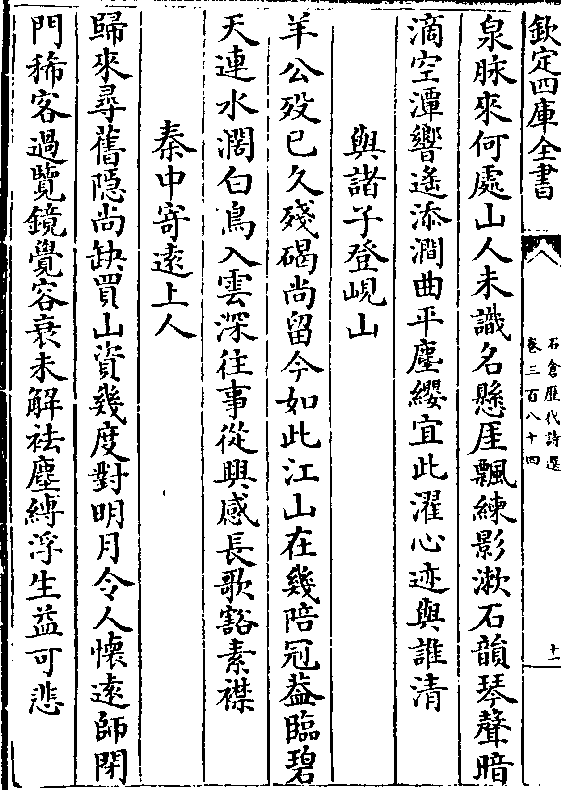 欽定四庫全書
石倉歷代詩選
卷三百八十四
十一
泉脉來何處山人未識名懸厓飄練影漱石韻琴聲暗
滴空潭響遙添澗曲平塵纓宜此濯心迹與誰清
與諸子登峴山
羊公歿已久殘碣尚留今如此江山在幾陪冠葢臨碧
天連水濶白鳥入雲深往事從興感長歌豁素襟
秦中寄遠上人
歸來尋舊隠尚缺買山資幾度對明月令人懷遠師閉
門稀客過覽鏡覺容衰未解袪塵縛浮生益可悲